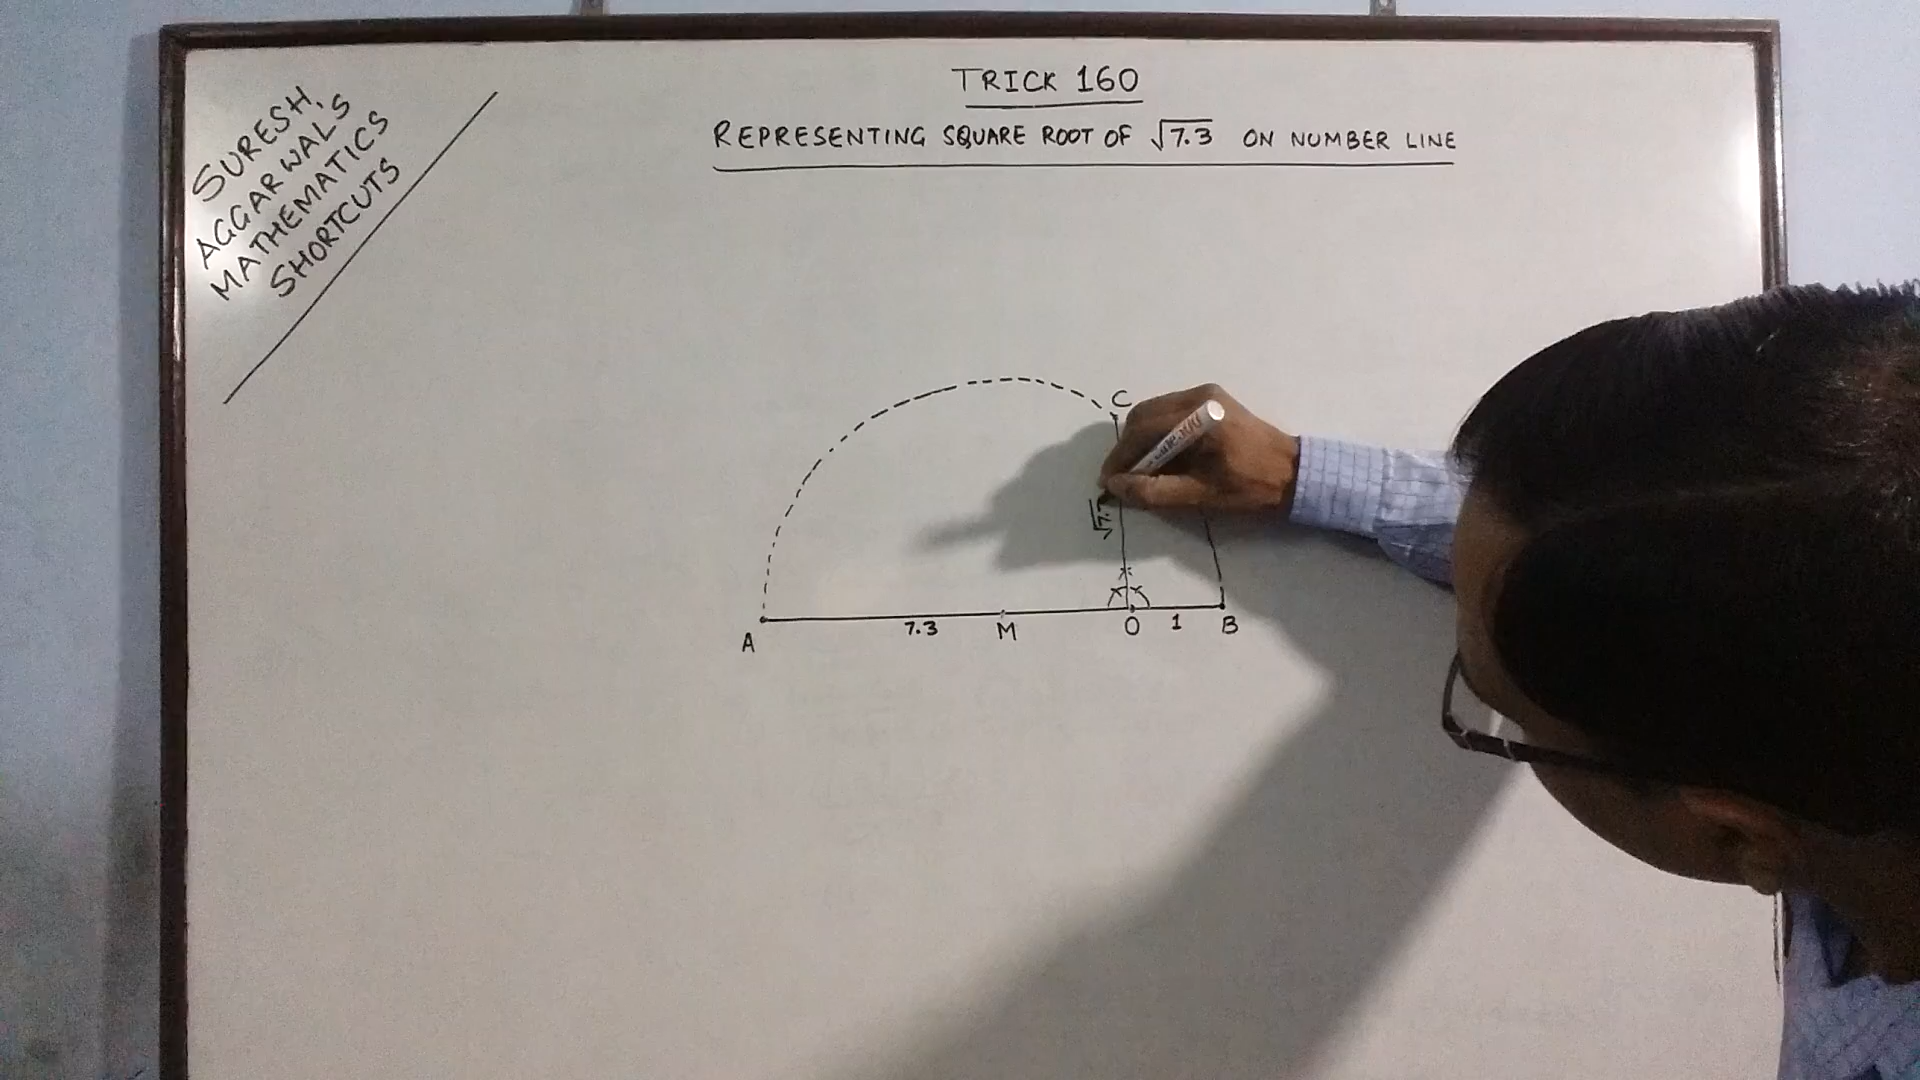 TRICK 160
REPRESENTING SQUARE ROOT OF √7.3 ON NUMBER LINE
SURESH
AGGARWAL'S
MATHEMATICS
SHORTCUTS
C
A
7.3
M
O
1
B